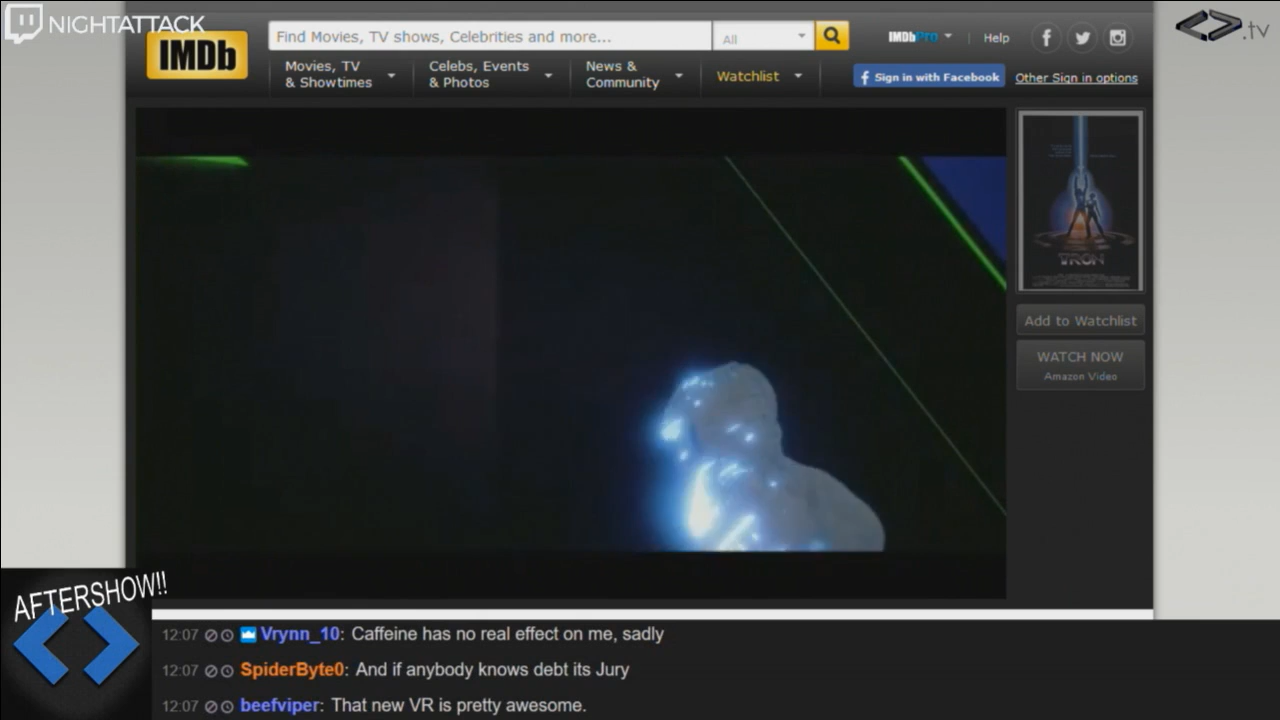 NIGHTATTACK
.tv
IMDb
Find Movies, TV shows, Celebrities and more...
All
IMDbPro
Help
Movies, TV
& Showtimes
Celebs, Events
& Photos
News &
Community
Watchlist
Sign in with Facebook
Other Sign in options
TRON
Add to Watchlist
WATCH NOW
Amazon Video
AFTERSHOW!!
12:07 Vrynn_10: Caffeine has no real effect on me, sadly
12:07 SpiderByte0: And if anybody knows debt its Jury
12:07 beefviper: That new VR is pretty awesome.